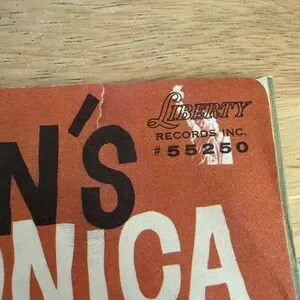 LIBERTY
RECORDS INC.
# 55250
N'S
ONICA